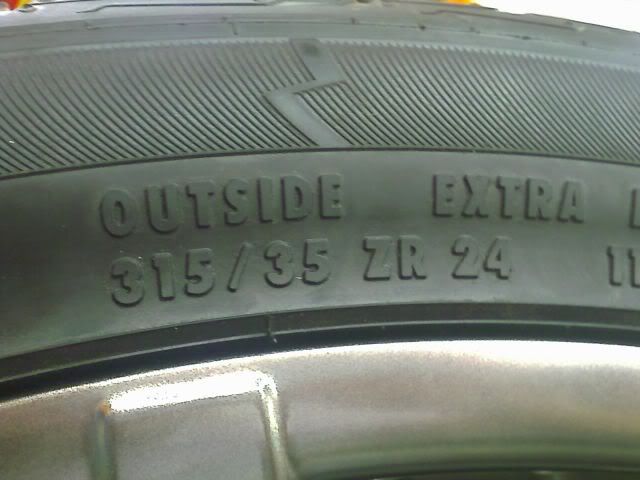 OUTSIDE EXTRA
315/35 ZR 24